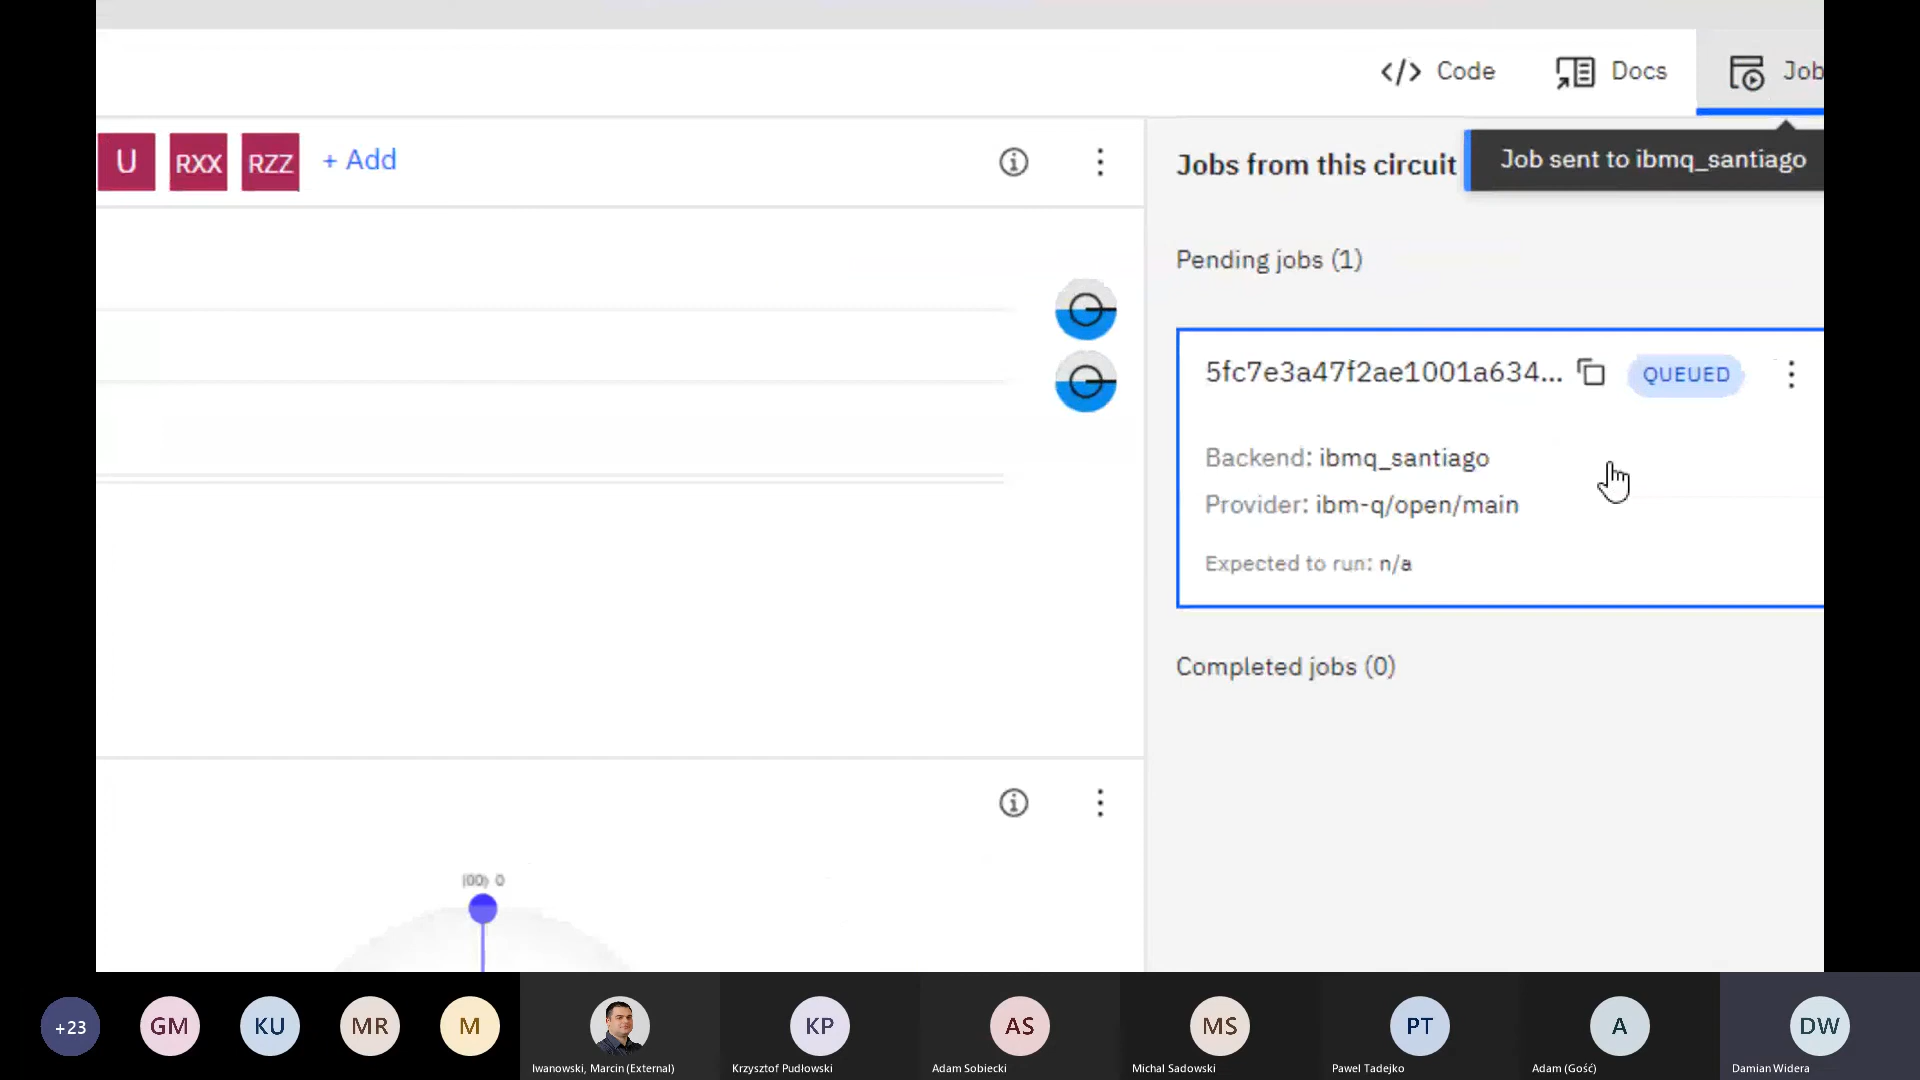 </> Code
Docs
Job
U
RXX
RZZ
+ Add
Jobs from this circuit
Job sent to ibmq_santiago
Pending jobs (1)
5fc7e3a47f2ae1001a634...
QUEUED
Backend: ibmq_santiago
Provider: ibm-q/open/main
Expected to run: n/a
Completed jobs (0)
|00⟩ 0
+23
GM
KU
MR
M
KP
AS
MS
PT
A
DW
Iwanowski, Marcin (External)
Krzysztof Pudłowski
Adam Sobiecki
Michal Sadowski
Pawel Tadejko
Adam (Gość)
Damian Widera